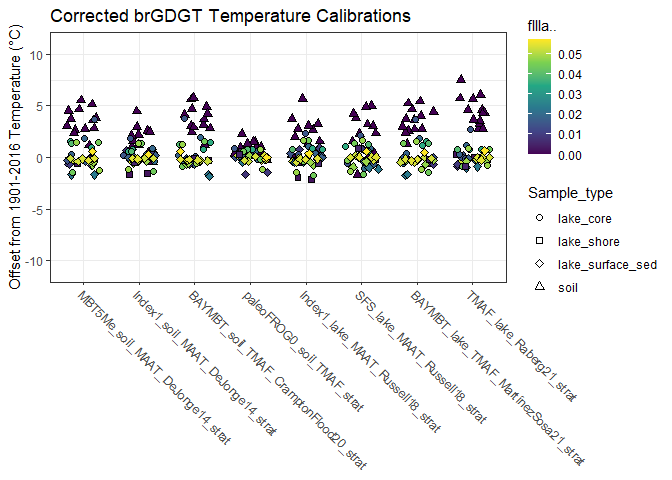 Corrected brGDGT Temperature Calibrations
Offset from 1901-2016 Temperature (°C)
10
5
0
-5
-10
MBT5Me_soil_MAAT_DeJonge14_strat
Index1_soil_MAAT_DeJonge14_strat
BAYMBT_soil_TMAF_CramptonFlood20_strat
paleoFROG0_soil_TMAF_strat
Index1_lake_MAAT_Russell18_strat
SFS_lake_MAAT_Russell18_strat
BAYMBT_lake_TMAF_MartinezSosa21_strat
TMAF_lake_Raberg21_strat
fIIIa..
0.05
0.04
0.03
0.02
0.01
0.00
Sample_type
lake_core
lake_shore
lake_surface_sed
soil